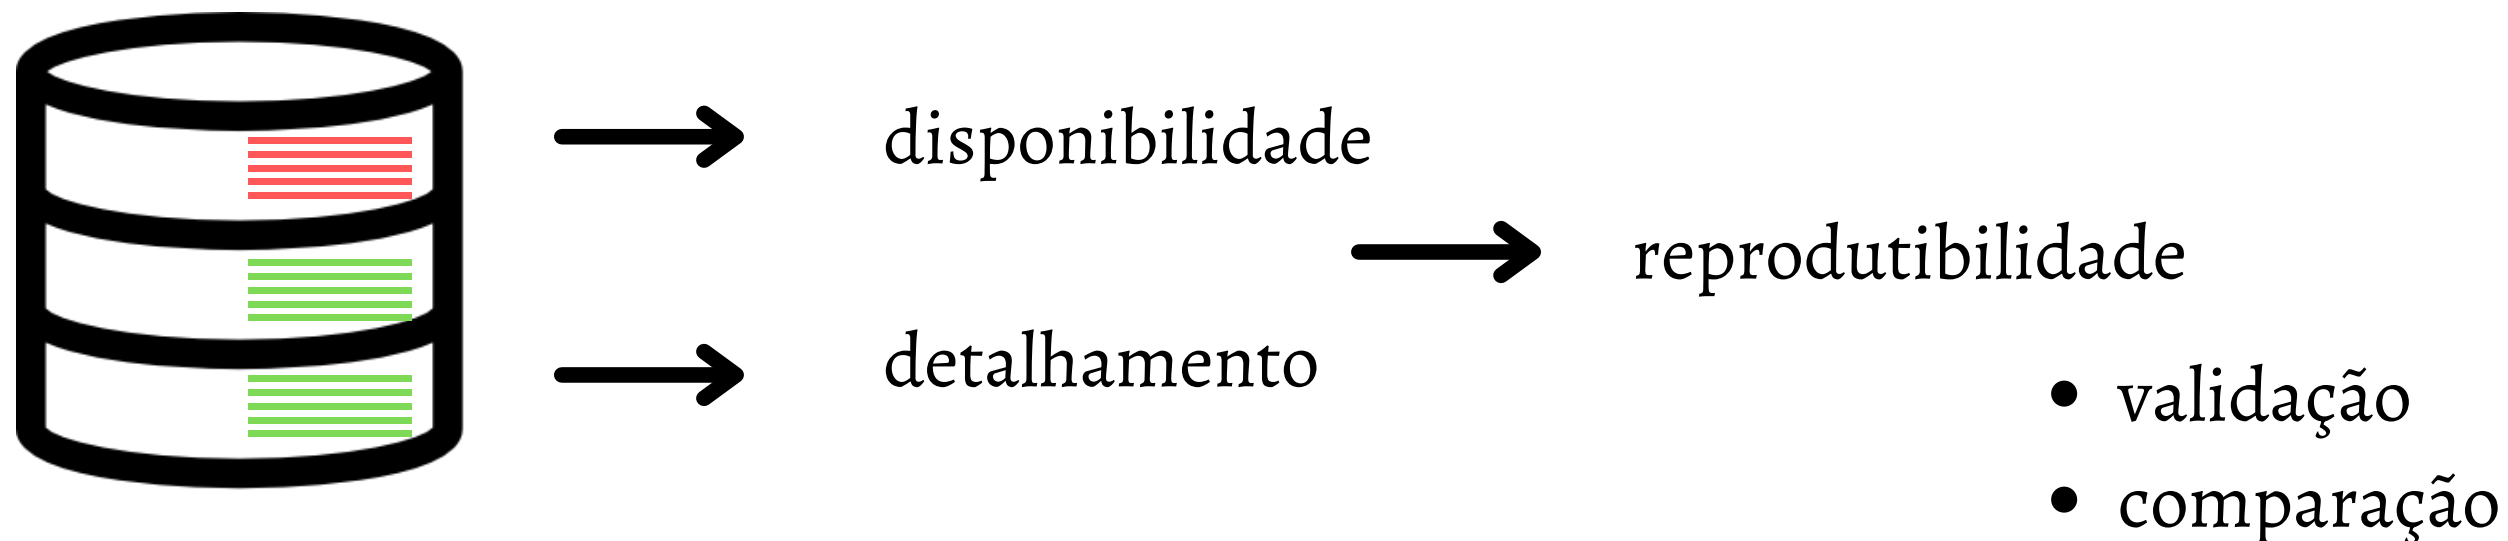 disponibilidade
reprodutibilidade
detalhamento
validação
comparação